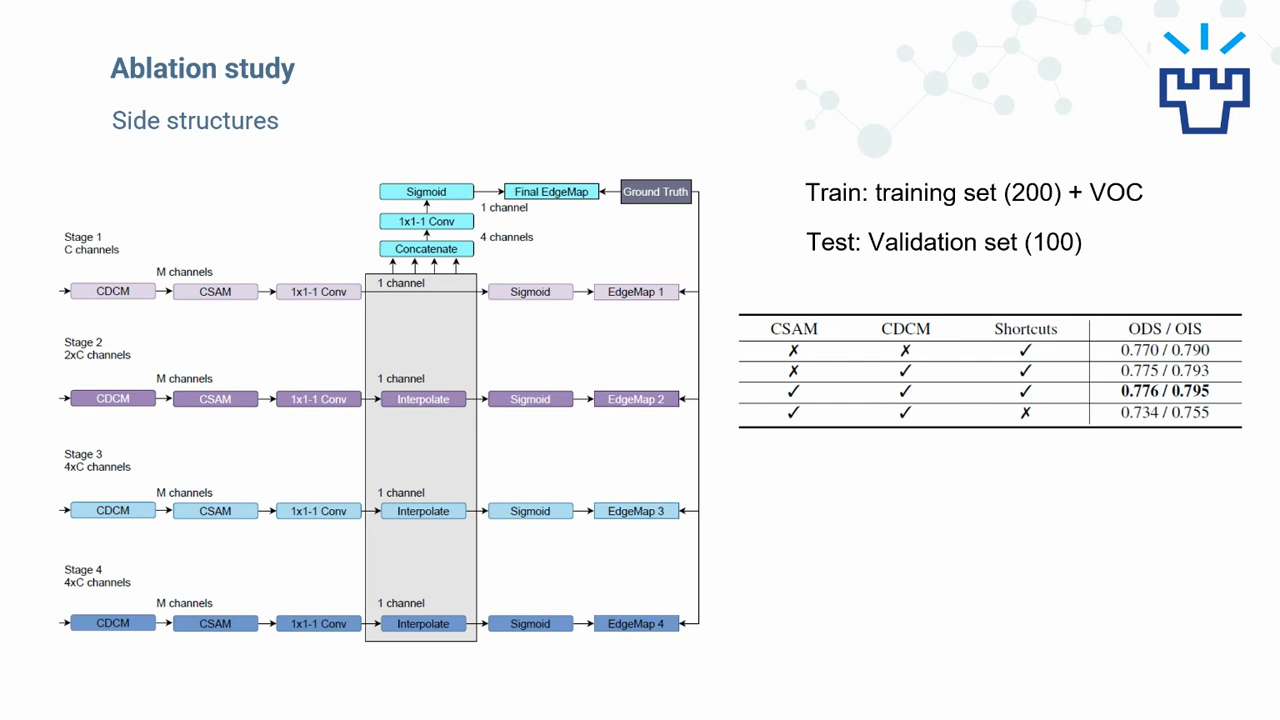 Ablation study
Side structures
Sigmoid Final EdgeMap Ground Truth
1 channel
1x1-1 Conv
4 channels
Concatenate
Stage 1
C channels
M channels
1 channel
CDCM CSAM 1x1-1 Conv Sigmoid EdgeMap 1
Stage 2
2xC channels
M channels
1 channel
CDCM CSAM 1x1-1 Conv Interpolate Sigmoid EdgeMap 2
Stage 3
4xC channels
M channels
1 channel
CDCM CSAM 1x1-1 Conv Interpolate Sigmoid EdgeMap 3
Stage 4
4xC channels
M channels
1 channel
CDCM CSAM 1x1-1 Conv Interpolate Sigmoid EdgeMap 4
Train: training set (200) + VOC
Test: Validation set (100)
CSAM CDCM Shortcuts ODS / OIS
✗ ✗ ✓ 0.770 / 0.790
✗ ✓ ✓ 0.775 / 0.793
✓ ✓ ✓ 0.776 / 0.795
✓ ✓ ✗ 0.734 / 0.755